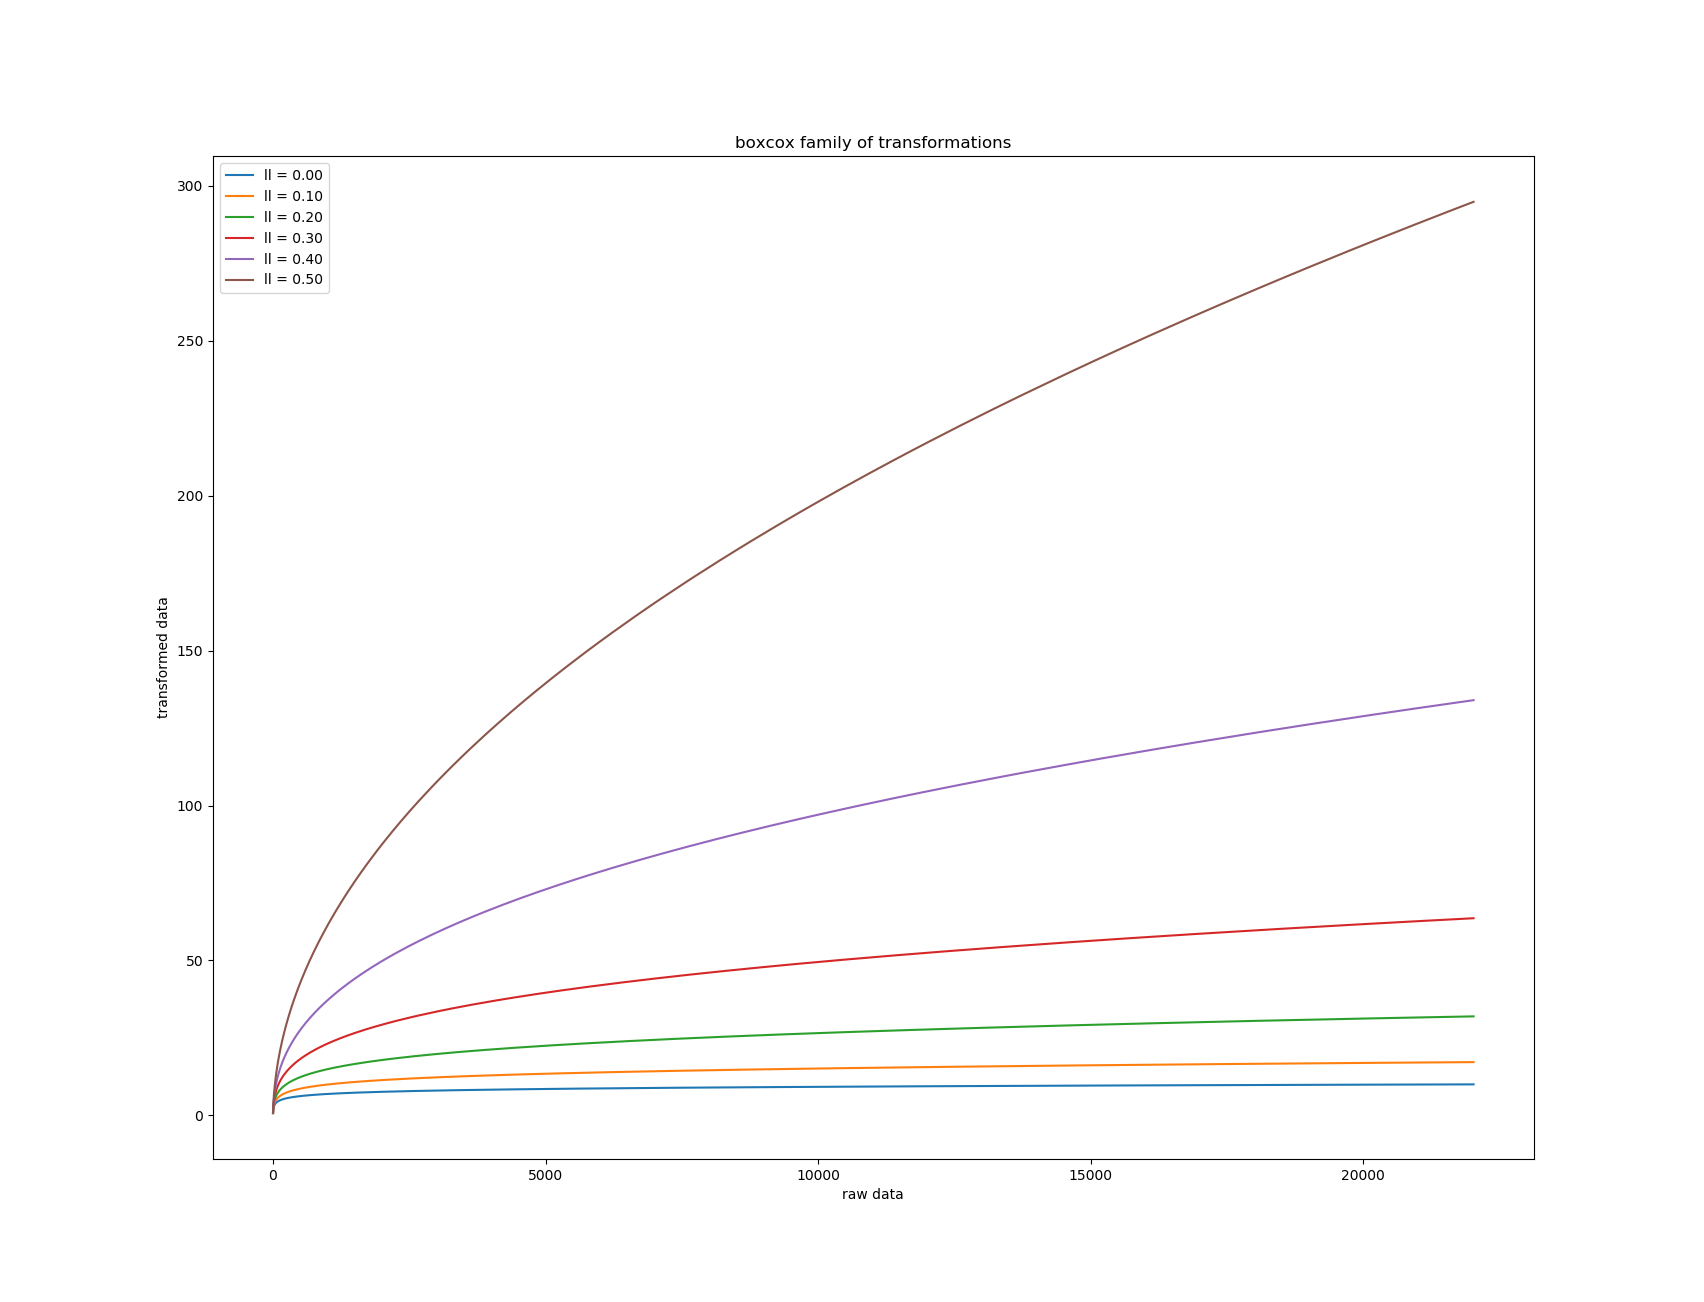 boxcox family of transformations
300
250
200
150
100
50
0
transformed data
ll = 0.00
ll = 0.10
ll = 0.20
ll = 0.30
ll = 0.40
ll = 0.50
0 5000 10000 15000 20000
raw data